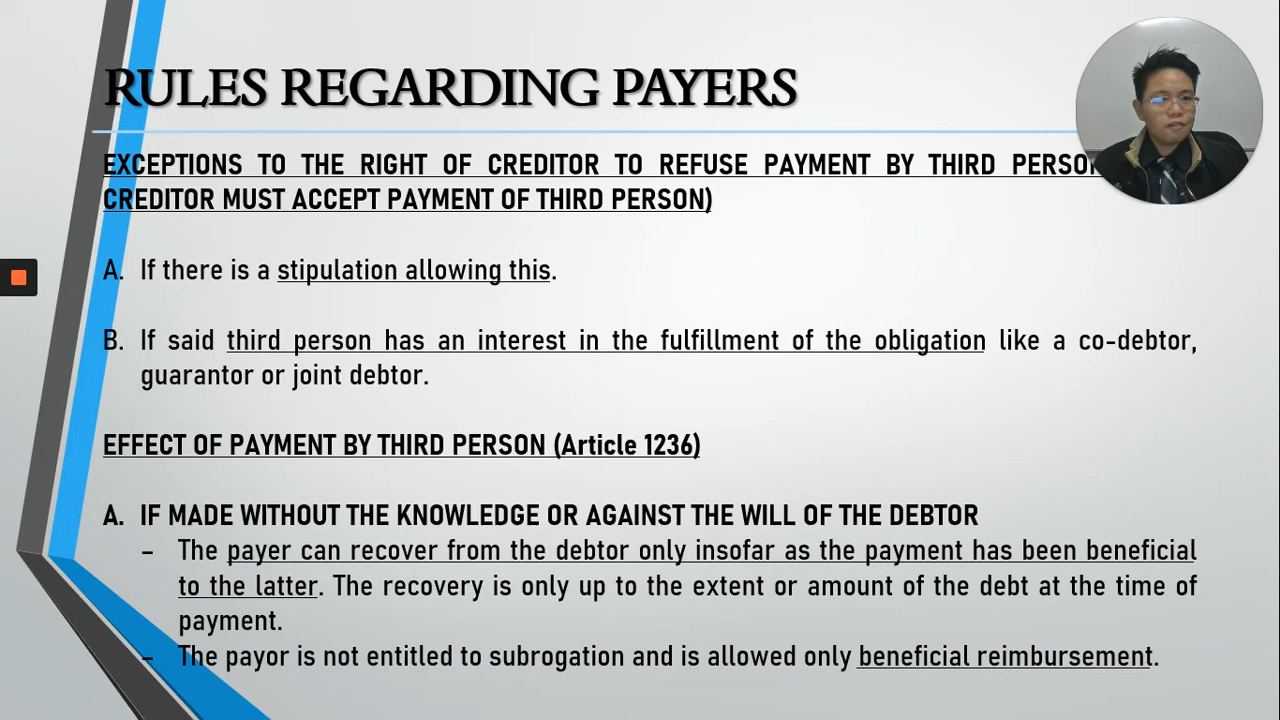 RULES REGARDING PAYERS
EXCEPTIONS TO THE RIGHT OF CREDITOR TO REFUSE PAYMENT BY THIRD
CREDITOR MUST ACCEPT PAYMENT OF THIRD PERSON)
A. If there is a stipulation allowing this.
B. If said third person has an interest in the fulfillment of the obligation like a co-debtor,
guarantor or joint debtor.
EFFECT OF PAYMENT BY THIRD PERSON (Article 1236)
A. IF MADE WITHOUT THE KNOWLEDGE OR AGAINST THE WILL OF THE DEBTOR
– The payer can recover from the debtor only insofar as the payment has been beneficial
to the latter. The recovery is only up to the extent or amount of the debt at the time of
payment.
– The payor is not entitled to subrogation and is allowed only beneficial reimbursement.